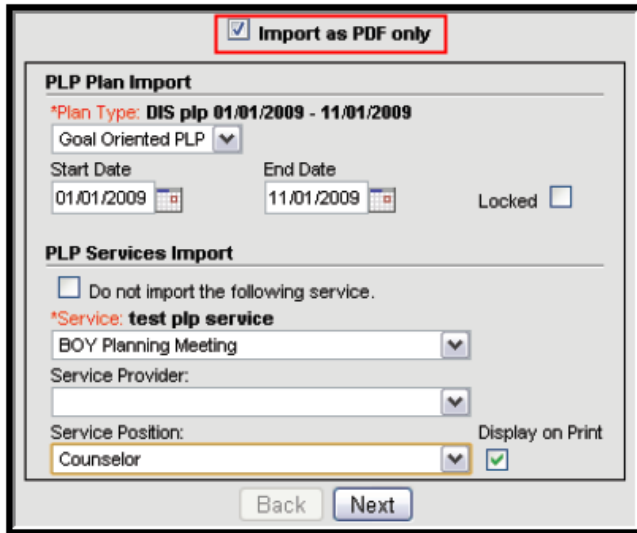 Import as PDF only
PLP Plan Import
*Plan Type: DIS plp 01/01/2009 - 11/01/2009
Goal Oriented PLP
Start Date End Date
01/01/2009 11/01/2009 Locked
PLP Services Import
Do not import the following service.
*Service: test plp service
BOY Planning Meeting
Service Provider:
Service Position: Display on Print
Counselor
Back Next